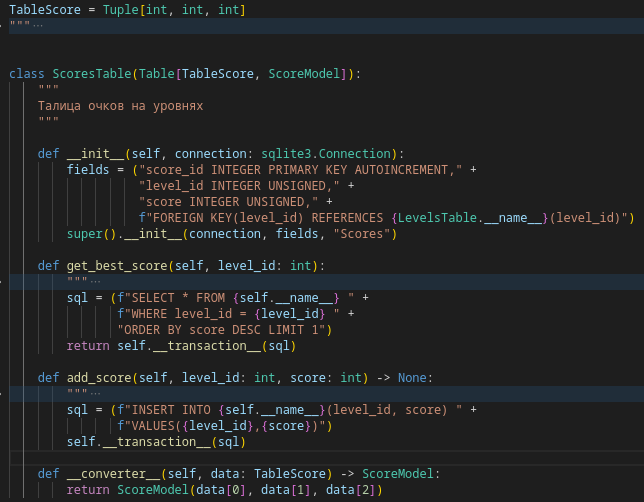 TableScore = Tuple[int, int, int]
"""...
class ScoresTable(Table[TableScore, ScoreModel]):
"""
Талица очков на уровнях
"""
def __init__(self, connection: sqlite3.Connection):
fields = ("score_id INTEGER PRIMARY KEY AUTOINCREMENT," +
"level_id INTEGER UNSIGNED," +
"score INTEGER UNSIGNED," +
f"FOREIGN KEY(level_id) REFERENCES {LevelsTable.__name__}(level_id)")
super().__init__(connection, fields, "Scores")
def get_best_score(self, level_id: int):
"""...
sql = (f"SELECT * FROM {self.__name__} " +
f"WHERE level_id = {level_id} " +
"ORDER BY score DESC LIMIT 1")
return self.__transaction__(sql)
def add_score(self, level_id: int, score: int) -> None:
"""...
sql = (f"INSERT INTO {self.__name__}(level_id, score) " +
f"VALUES({level_id},{score})")
self.__transaction__(sql)
def __converter__(self, data: TableScore) -> ScoreModel:
return ScoreModel(data[0], data[1], data[2])